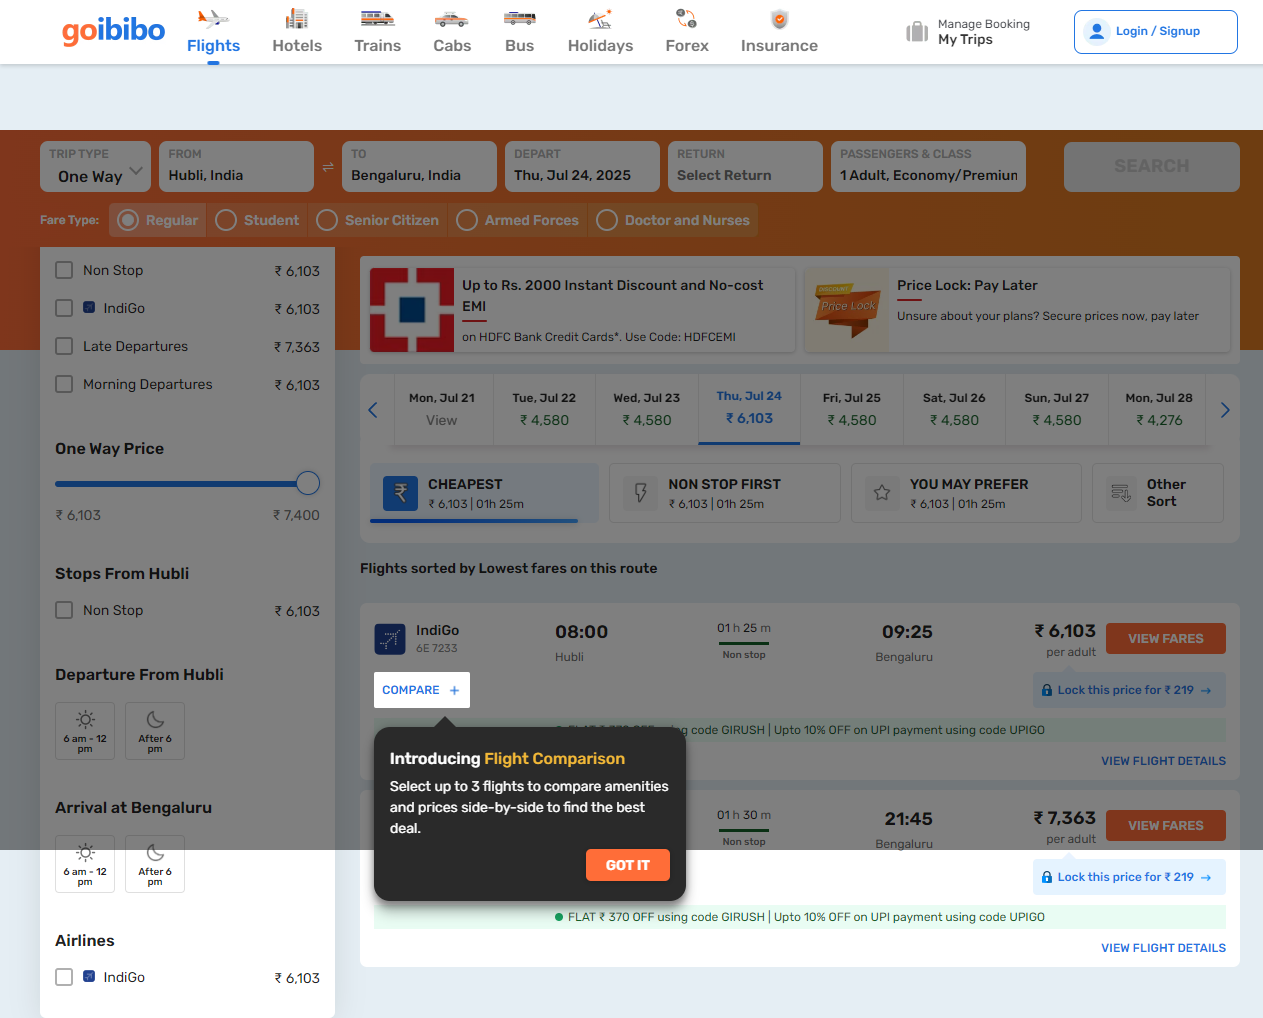 goibibo
Flights
Hotels
Trains
Cabs
Bus
Holidays
Forex
Insurance
Manage Booking
My Trips
Login / Signup
TRIP TYPE
One Way
FROM
Hubli, India
TO
Bengaluru, India
DEPART
Thu, Jul 24, 2025
RETURN
Select Return
PASSENGERS & CLASS
1 Adult, Economy/Premiun
SEARCH
Fare Type:
Regular
Student
Senior Citizen
Armed Forces
Doctor and Nurses
Non Stop ₹ 6,103
IndiGo ₹ 6,103
Late Departures ₹ 7,363
Morning Departures ₹ 6,103
One Way Price
₹ 6,103 ₹ 7,400
Stops From Hubli
Non Stop ₹ 6,103
Departure From Hubli
6 am - 12
pm
After 6
pm
Arrival at Bengaluru
6 am - 12
pm
After 6
pm
Airlines
IndiGo ₹ 6,103
Up to Rs. 2000 Instant Discount and No-cost
EMI
on HDFC Bank Credit Cards*. Use Code: HDFCEMI
DISCOUNT
Price Lock
Price Lock: Pay Later
Unsure about your plans? Secure prices now, pay later
Mon, Jul 21
View
Tue, Jul 22
₹ 4,580
Wed, Jul 23
₹ 4,580
Thu, Jul 24
₹ 6,103
Fri, Jul 25
₹ 4,580
Sat, Jul 26
₹ 4,580
Sun, Jul 27
₹ 4,580
Mon, Jul 28
₹ 4,276
₹
CHEAPEST
₹ 6,103 | 01h 25m
NON STOP FIRST
₹ 6,103 | 01h 25m
YOU MAY PREFER
₹ 6,103 | 01h 25m
Other
Sort
Flights sorted by Lowest fares on this route
IndiGo
6E 7233
08:00
Hubli
01 h 25 m
Non stop
09:25
Bengaluru
₹ 6,103
per adult
VIEW FARES
COMPARE +
Lock this price for ₹ 219 →
using code GIRUSH | Upto 10% OFF on UPI payment using code UPIGO
VIEW FLIGHT DETAILS
Introducing Flight Comparison
Select up to 3 flights to compare amenities
and prices side-by-side to find the best
deal.
GOT IT
01 h 30 m
Non stop
21:45
Bengaluru
₹ 7,363
per adult
VIEW FARES
Lock this price for ₹ 219 →
FLAT ₹ 370 OFF using code GIRUSH | Upto 10% OFF on UPI payment using code UPIGO
VIEW FLIGHT DETAILS